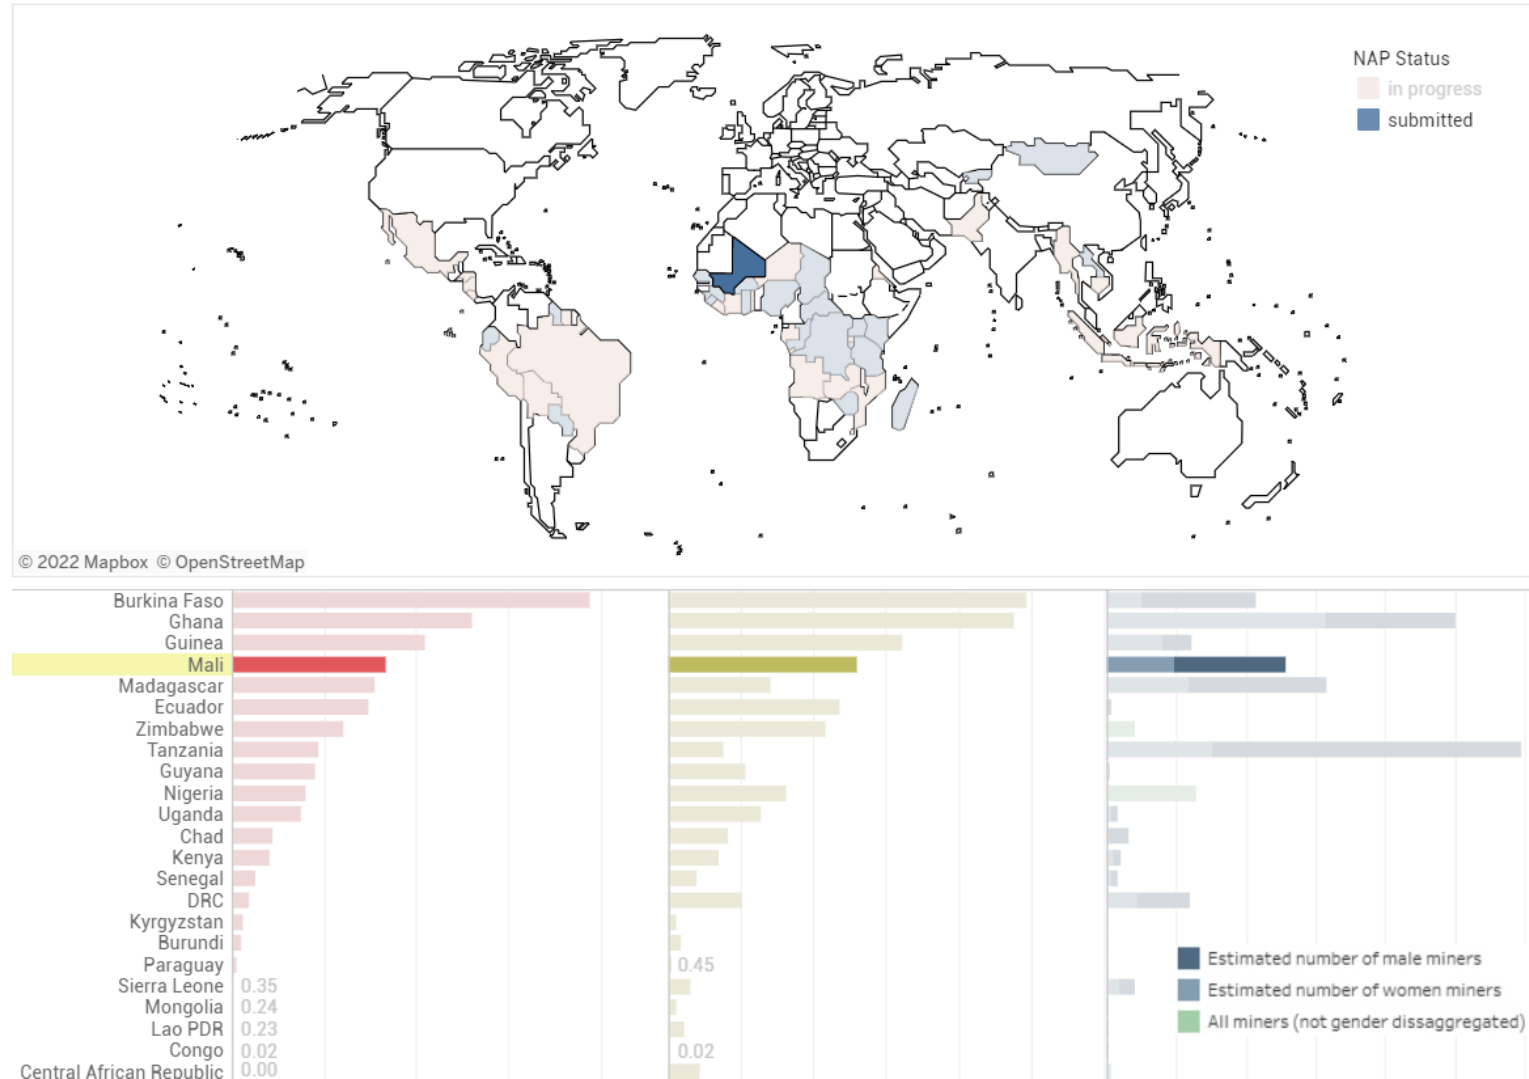 NAP Status
in progress
submitted
© 2022 Mapbox © OpenStreetMap
Burkina Faso
Ghana
Guinea
Mali
Madagascar
Ecuador
Zimbabwe
Tanzania
Guyana
Nigeria
Uganda
Chad
Kenya
Senegal
DRC
Kyrgyzstan
Burundi
Paraguay 0.45
Sierra Leone 0.35
Mongolia 0.24
Lao PDR 0.23
Congo 0.02 0.02
Central African Republic 0.00
Estimated number of male miners
Estimated number of women miners
All miners (not gender dissaggregated)